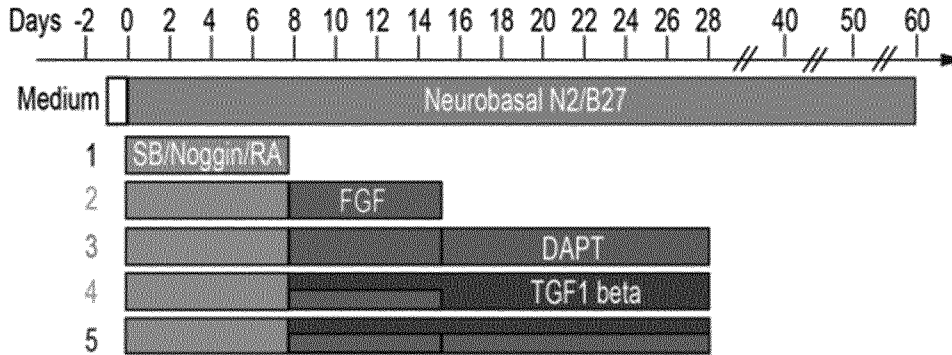 Days -2 0 2 4 6 8 10 12 14 16 18 20 22 24 26 28 40 50 60
Medium Neurobasal N2/B27
1 SB/Noggin/RA
2 FGF
3 DAPT
4 TGF1 beta
5